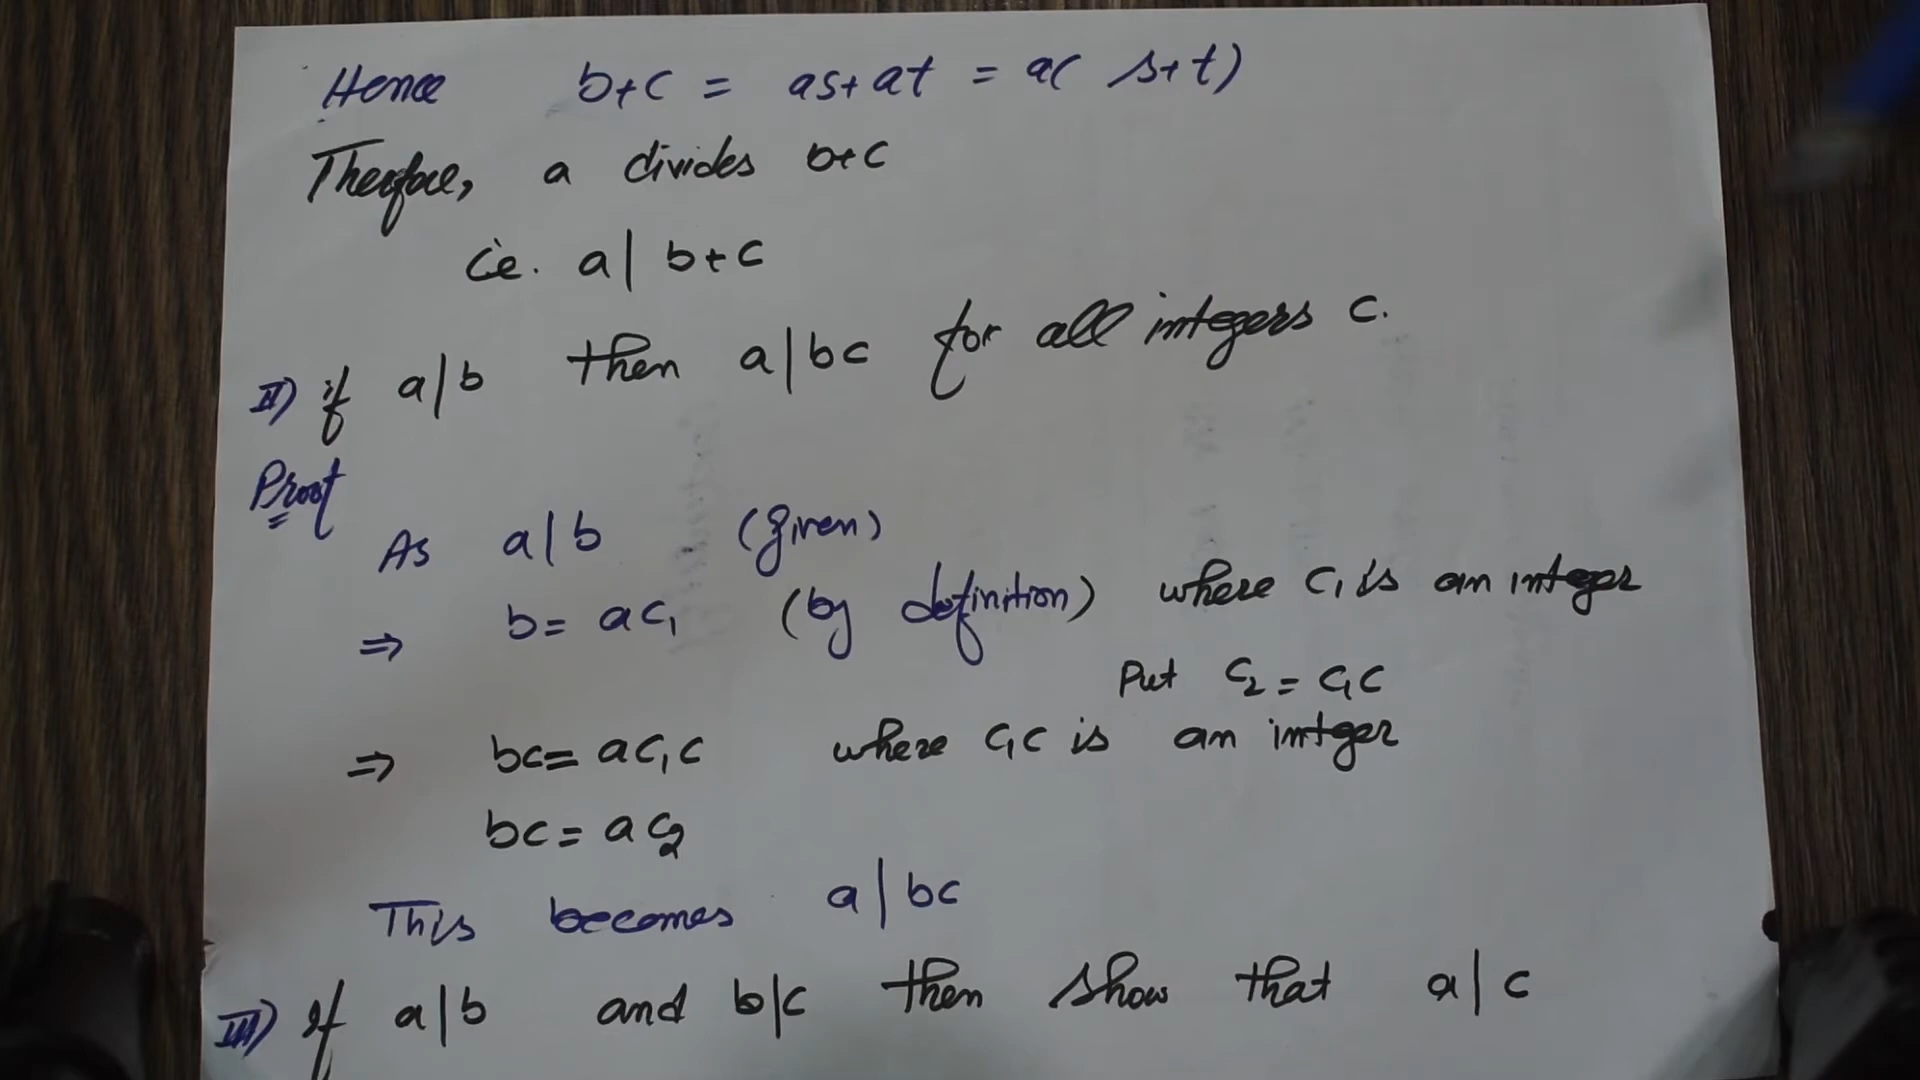 Hence b+c = as+at = a( s+t)
Therefore, a divides b+c
i.e. a| b+c
II) if a|b then a|bc for all integers c.
Proof
As a|b (given)
⇒ b= ac₁ (by definition) where c₁ is an integer
Put c₂ = c₁c
⇒ bc= ac₁c where c₁c is an intger
bc= ac₂
This becomes a|bc
III) If a|b and b|c then show that a|c